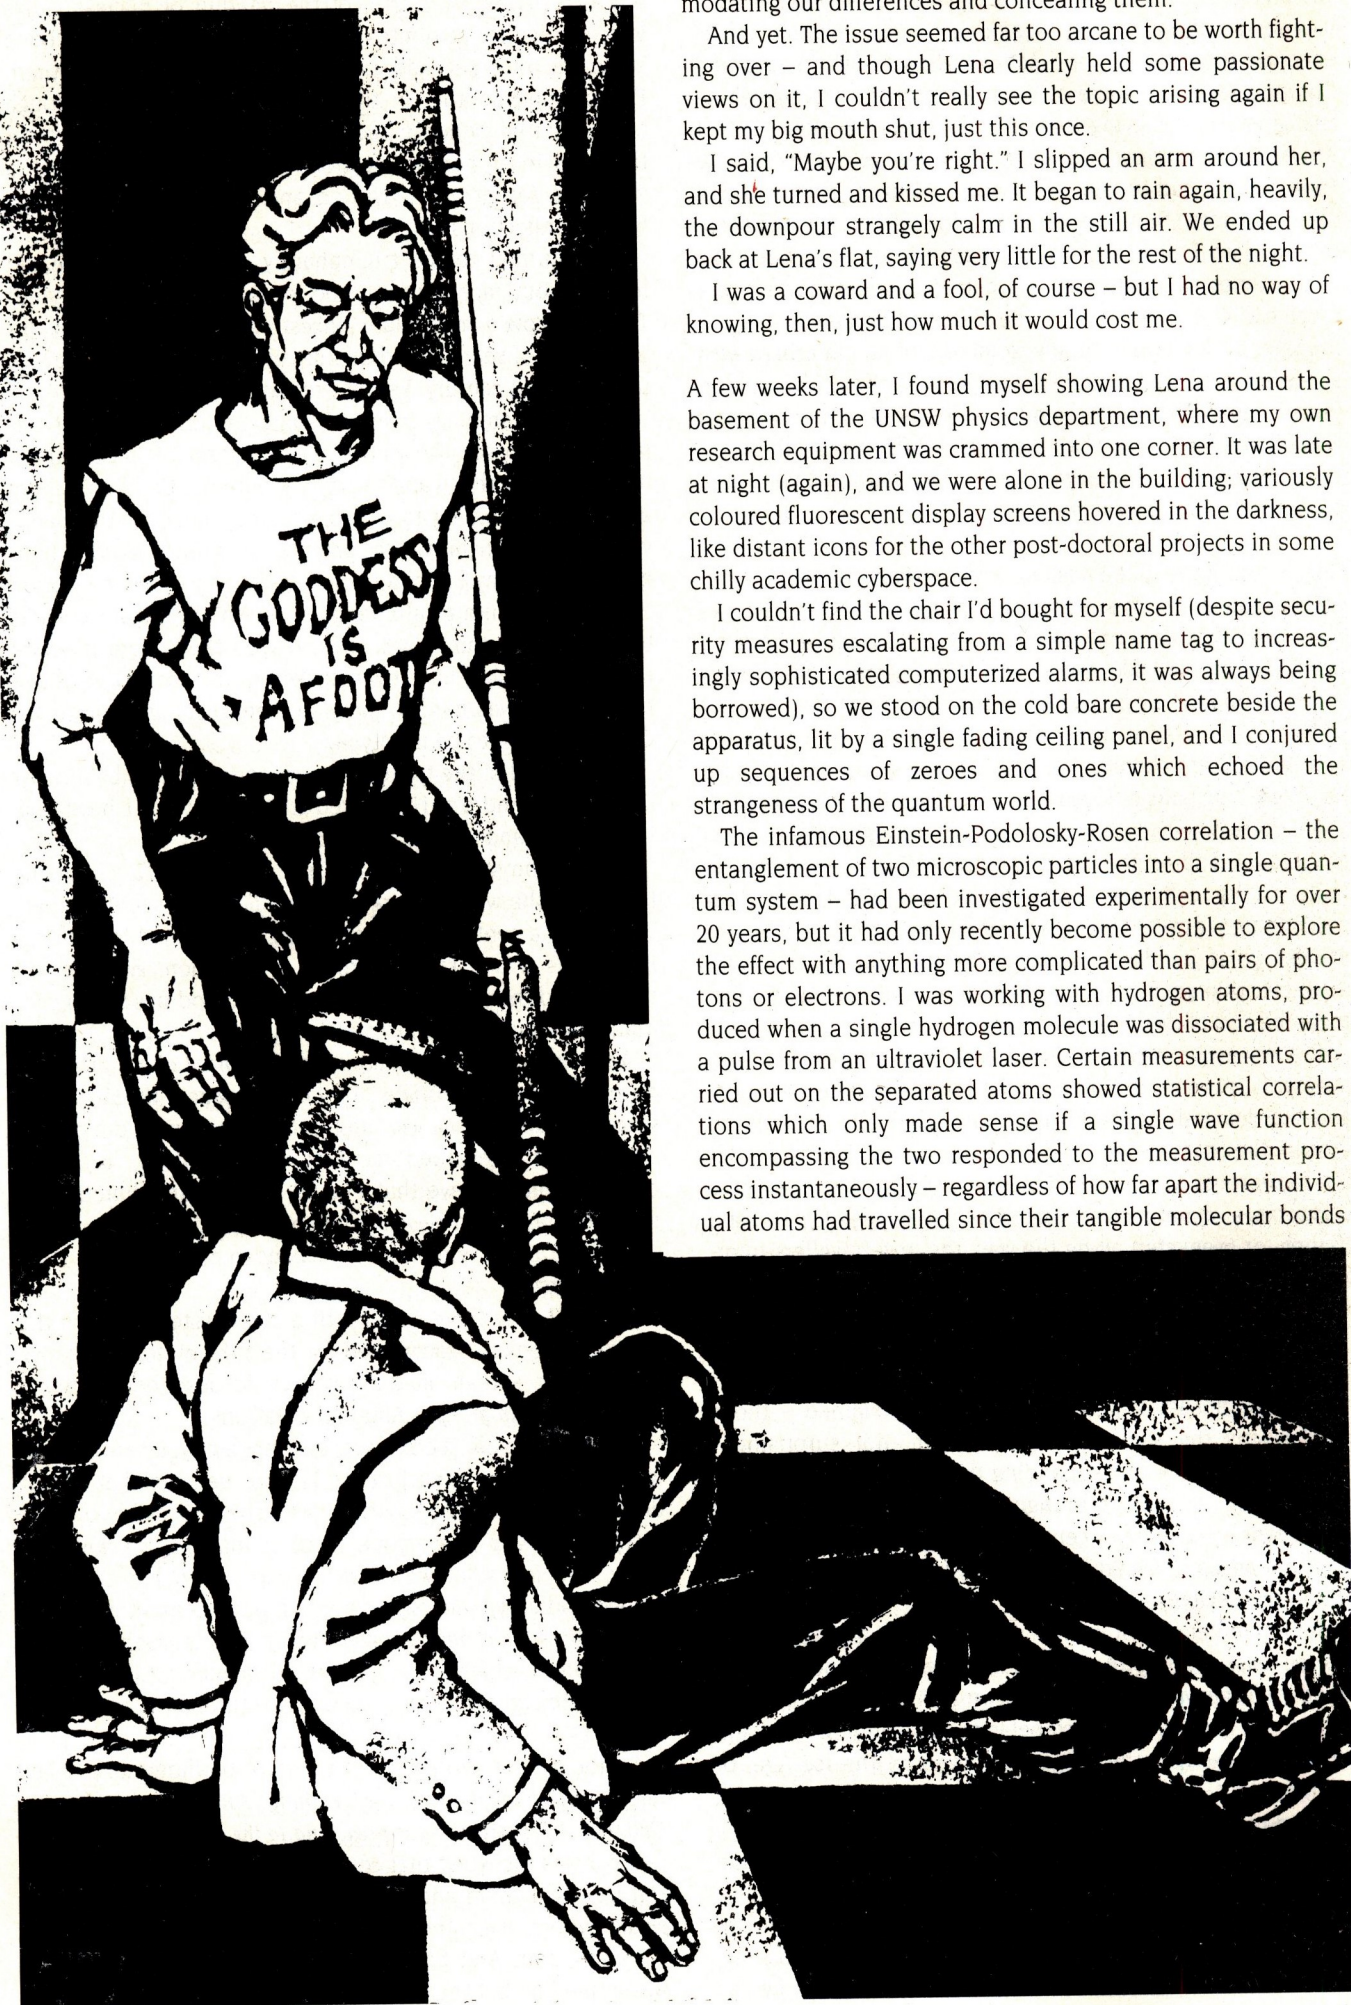 modating our differences and concealing them.
And yet. The issue seemed far too arcane to be worth fight-
ing over – and though Lena clearly held some passionate
views on it, I couldn't really see the topic arising again if I
kept my big mouth shut, just this once.
I said, "Maybe you're right." I slipped an arm around her,
and she turned and kissed me. It began to rain again, heavily,
the downpour strangely calm in the still air. We ended up
back at Lena's flat, saying very little for the rest of the night.
I was a coward and a fool, of course – but I had no way of
knowing, then, just how much it would cost me.
A few weeks later, I found myself showing Lena around the
basement of the UNSW physics department, where my own
research equipment was crammed into one corner. It was late
at night (again), and we were alone in the building; variously
coloured fluorescent display screens hovered in the darkness,
like distant icons for the other post-doctoral projects in some
chilly academic cyberspace.
I couldn't find the chair I'd bought for myself (despite secu-
rity measures escalating from a simple name tag to increas-
ingly sophisticated computerized alarms, it was always being
borrowed), so we stood on the cold bare concrete beside the
apparatus, lit by a single fading ceiling panel, and I conjured
up sequences of zeroes and ones which echoed the
strangeness of the quantum world.
The infamous Einstein-Podolosky-Rosen correlation – the
entanglement of two microscopic particles into a single quan-
tum system – had been investigated experimentally for over
20 years, but it had only recently become possible to explore
the effect with anything more complicated than pairs of pho-
tons or electrons. I was working with hydrogen atoms, pro-
duced when a single hydrogen molecule was dissociated with
a pulse from an ultraviolet laser. Certain measurements car-
ried out on the separated atoms showed statistical correla-
tions which only made sense if a single wave function
encompassing the two responded to the measurement pro-
cess instantaneously – regardless of how far apart the individ-
ual atoms had travelled since their tangible molecular bonds
THE
GODDESS
IS
AFOOT